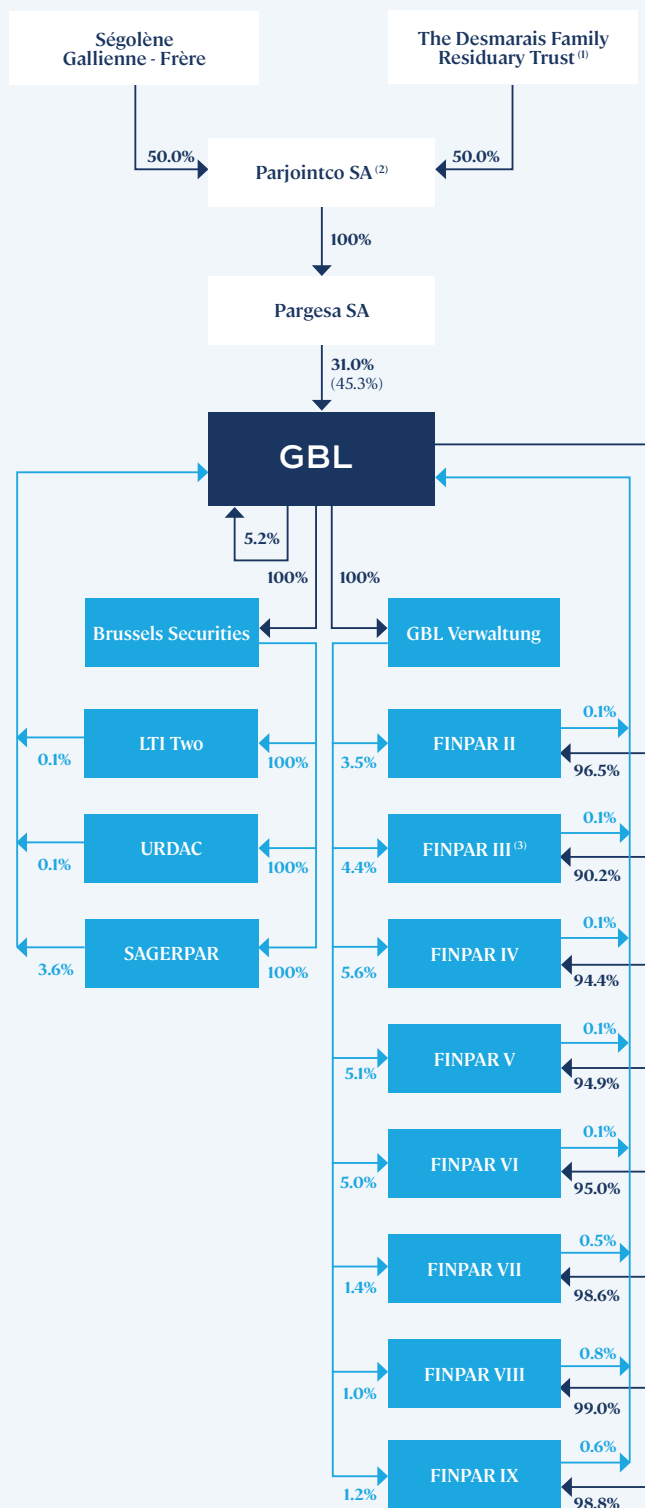 Ségolène
Gallienne - Frère
The Desmarais Family
Residuary Trust (1)
50.0%
50.0%
Parjointco SA (2)
100%
Pargesa SA
31.0%
(45.3%)
GBL
5.2%
100%
100%
Brussels Securities
GBL Verwaltung
LTI Two
0.1%
100%
3.5%
FINPAR II
0.1%
96.5%
URDAC
0.1%
100%
4.4%
FINPAR III (3)
0.1%
90.2%
SAGERPAR
3.6%
100%
5.6%
FINPAR IV
0.1%
94.4%
5.1%
FINPAR V
0.1%
94.9%
5.0%
FINPAR VI
0.1%
95.0%
1.4%
FINPAR VII
0.5%
98.6%
1.0%
FINPAR VIII
0.8%
99.0%
1.2%
FINPAR IX
0.6%
98.8%